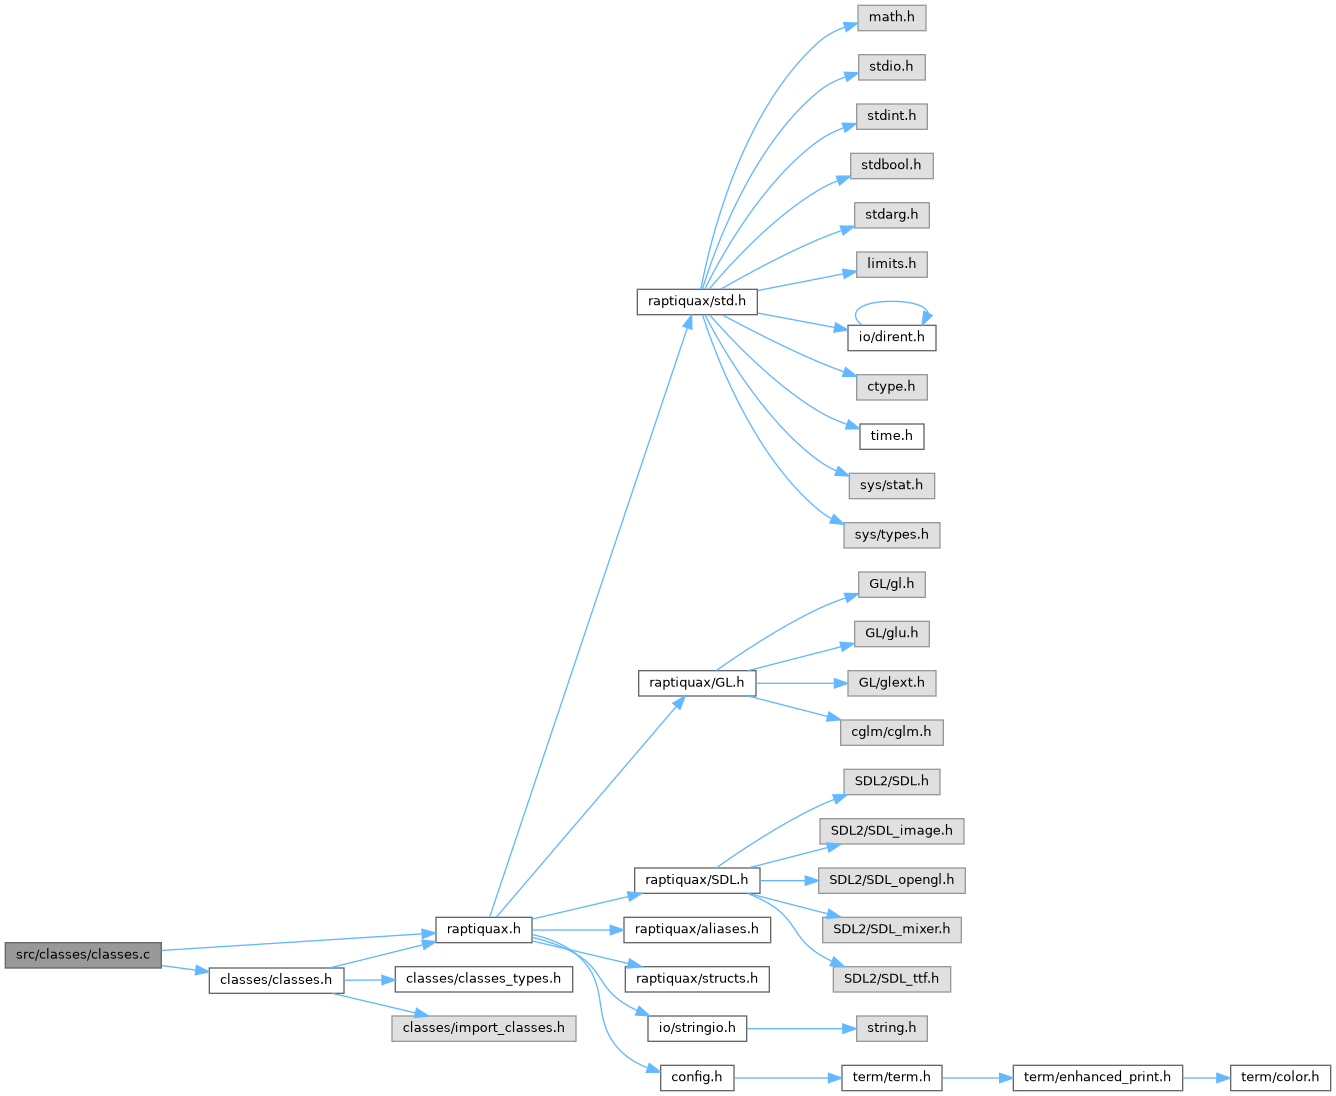 math.h
stdio.h
stdint.h
stdbool.h
stdarg.h
limits.h
raptiquax/std.h
io/dirent.h
ctype.h
time.h
sys/stat.h
sys/types.h
GL/gl.h
GL/glu.h
raptiquax/GL.h
GL/glext.h
cglm/cglm.h
SDL2/SDL.h
SDL2/SDL_image.h
raptiquax/SDL.h
SDL2/SDL_opengl.h
raptiquax.h
raptiquax/aliases.h
SDL2/SDL_mixer.h
src/classes/classes.c
classes/classes.h
classes/classes_types.h
raptiquax/structs.h
SDL2/SDL_ttf.h
classes/import_classes.h
io/stringio.h
string.h
config.h
term/term.h
term/enhanced_print.h
term/color.h